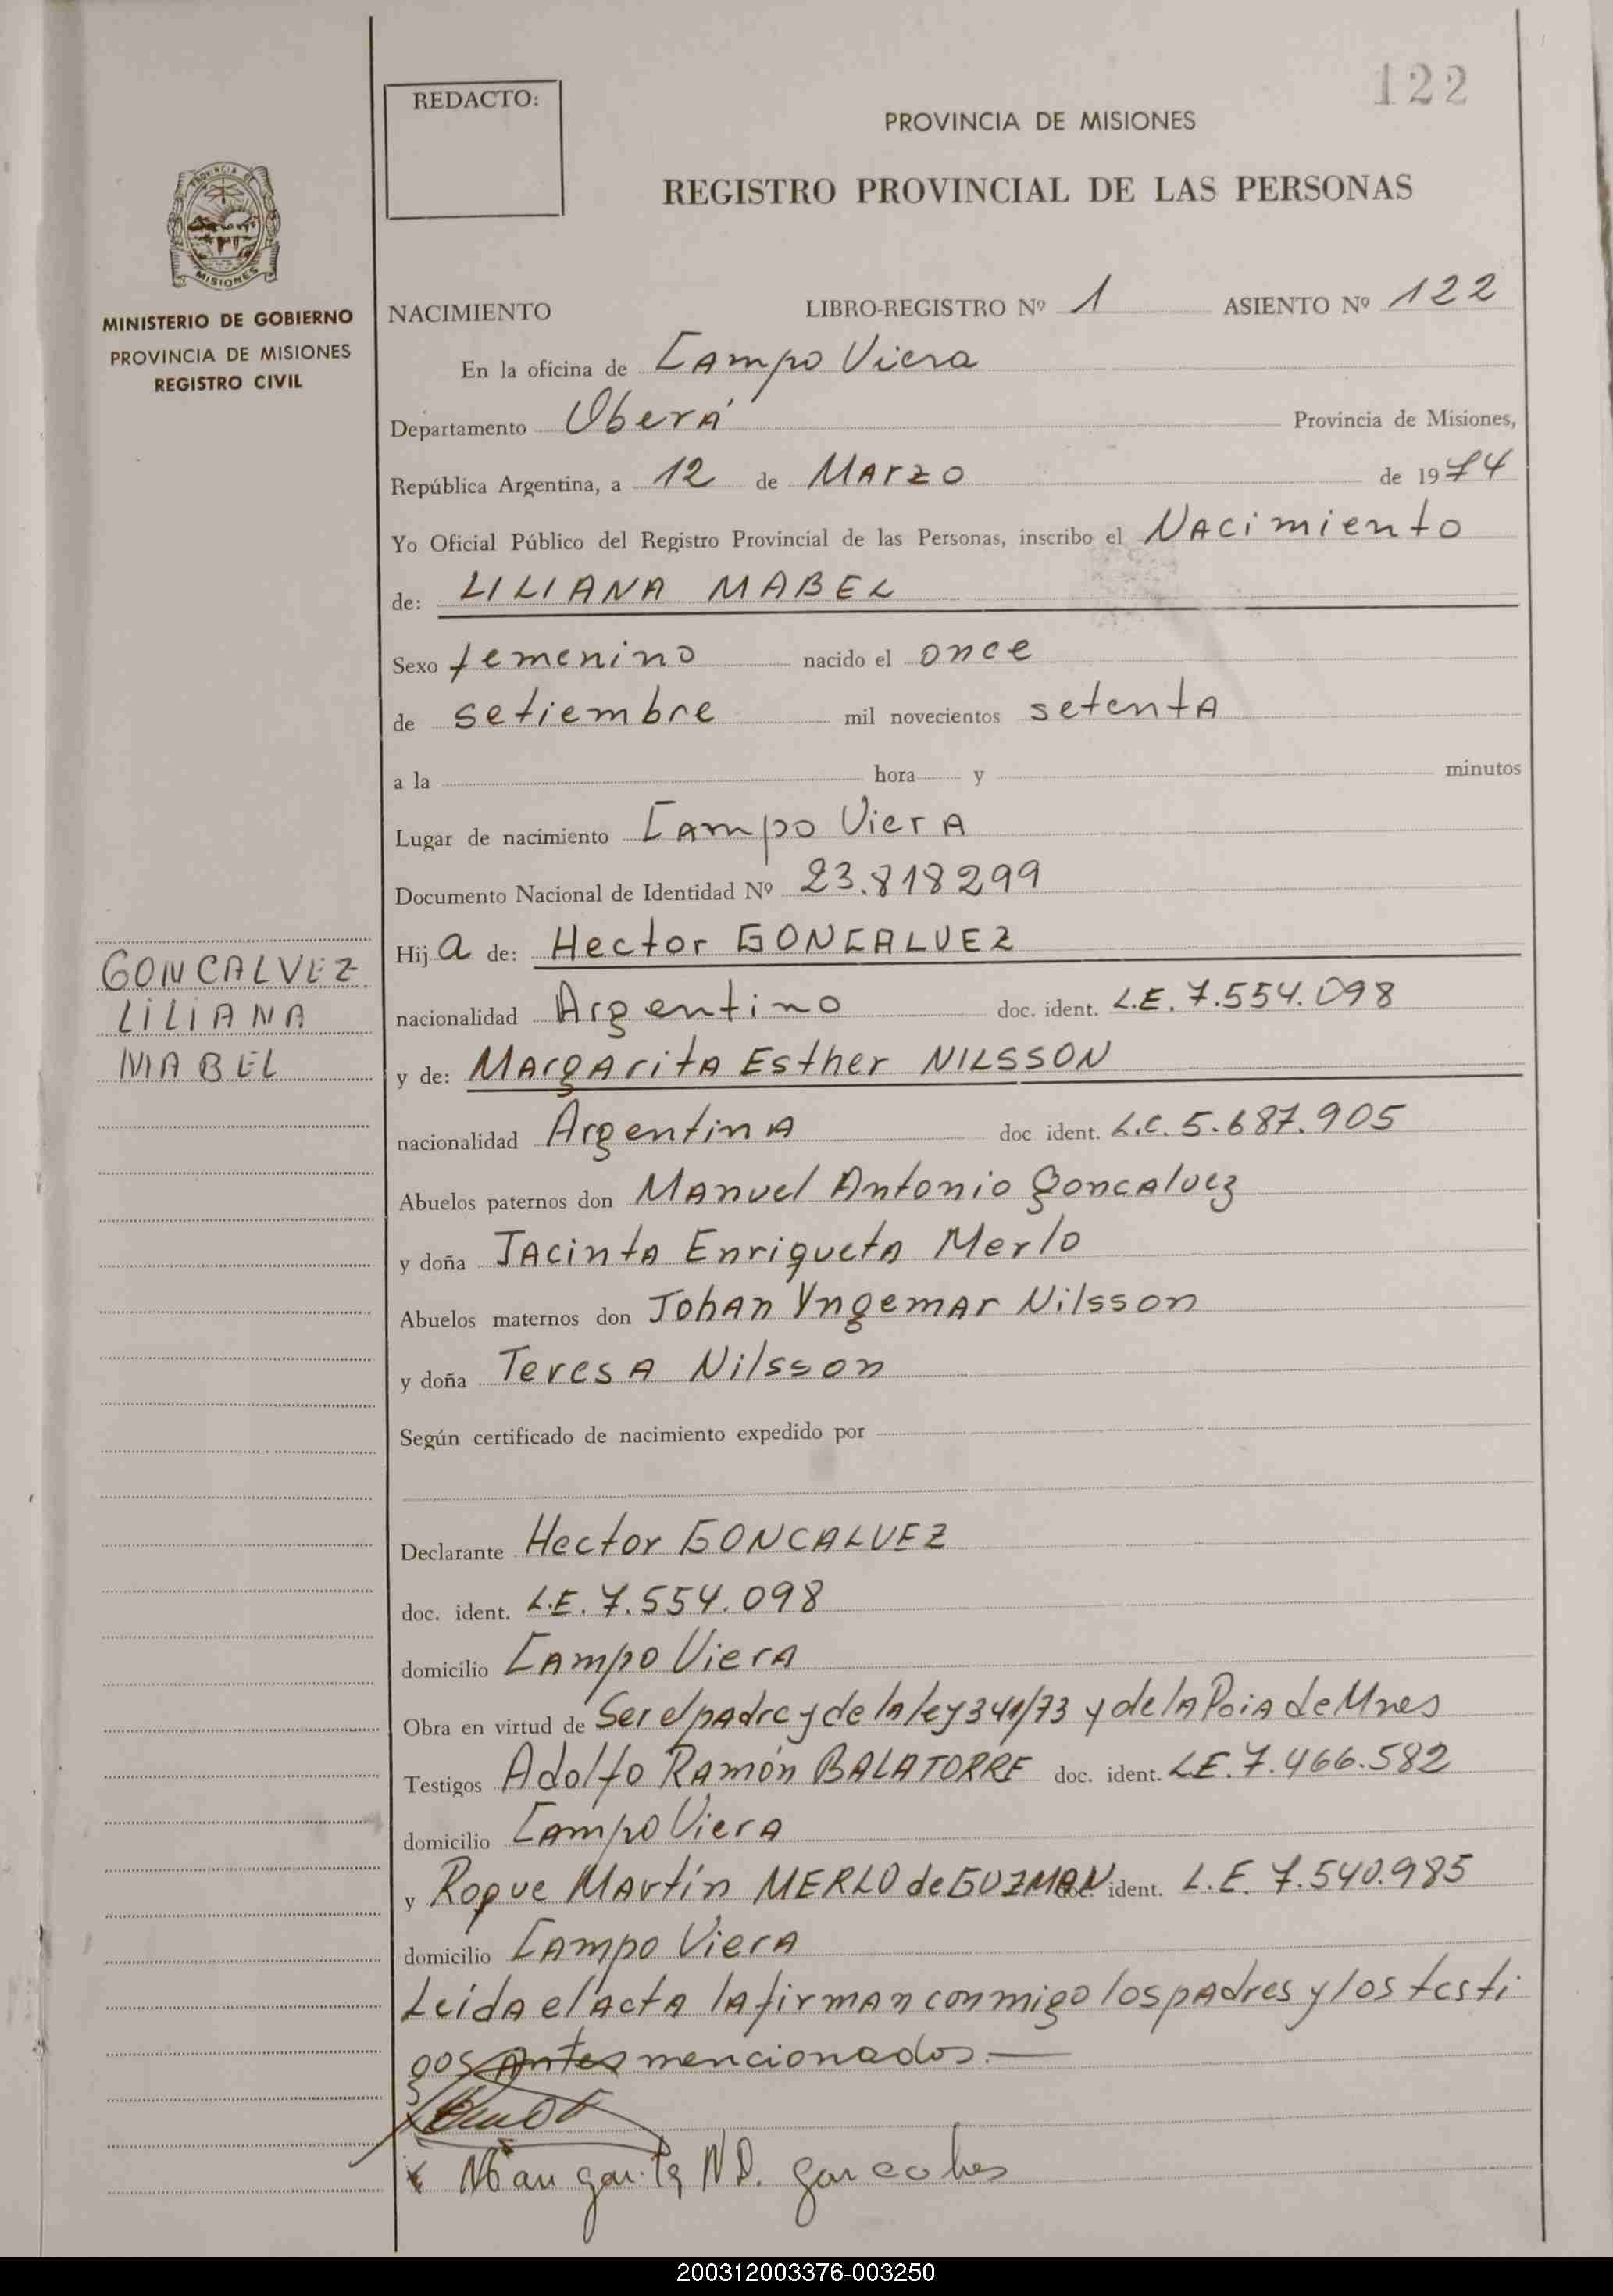 122
REDACTO:
PROVINCIA DE MISIONES
REGISTRO PROVINCIAL DE LAS PERSONAS
PROVINCIA DE
MISIONES
MINISTERIO DE GOBIERNO
PROVINCIA DE MISIONES
REGISTRO CIVIL
NACIMIENTO LIBRO-REGISTRO Nº 1 ASIENTO Nº 122
En la oficina de Campo Viera
Departamento Oberá Provincia de Misiones,
República Argentina, a 12 de Marzo de 1974
Yo Oficial Público del Registro Provincial de las Personas, inscribo el Nacimiento
de: LILIANA MABEL
Sexo femenino nacido el once
de setiembre mil novecientos setenta
a la hora y minutos
Lugar de nacimiento Campo Viera
Documento Nacional de Identidad Nº 23.818299
GONCALVEZ
LILIANA
MABEL
Hija de: Hector GONCALVEZ
nacionalidad Argentino doc. ident. L.E. 7.554.098
y de: Margarita Esther NILSSON
nacionalidad Argentina doc ident. L.C. 5.687.905
Abuelos paternos don Manuel Antonio Goncalvez
y doña Jacinta Enriqueta Merlo
Abuelos maternos don Johan Yngemar Nilsson
y doña Teresa Nilsson
Según certificado de nacimiento expedido por
Declarante Hector GONCALVEZ
doc. ident. L.E. 7.554.098
domicilio Campo Viera
Obra en virtud de Ser el padre y de la ley 341/73 y de la Pcia de Mnes
Testigos Adolfo Ramón BALATORRE doc. ident. LE. 7.466.582
domicilio Campo Viera
y Roque Martín MERLO de GUZMAN doc. ident. L.E. 7.540.985
domicilio Campo Viera
Leida el acta la firman conmigo los padres y los testi
gos antes mencionados.—
200312003376-003250